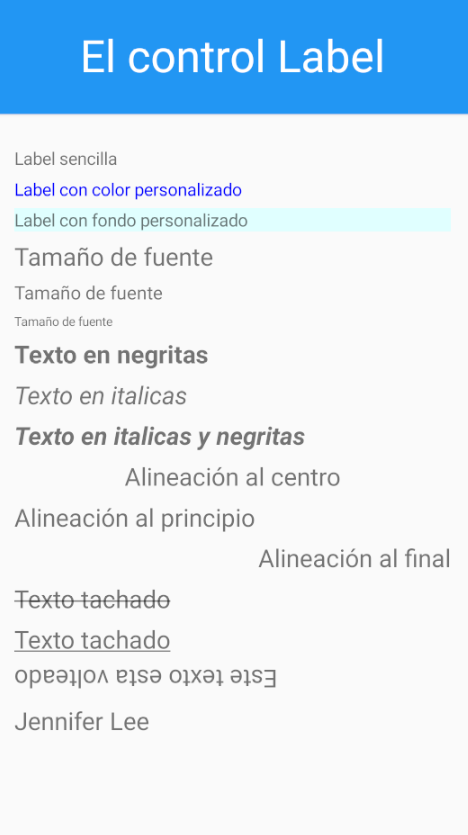 El control Label
Label sencilla
Label con color personalizado
Label con fondo personalizado
Tamaño de fuente
Tamaño de fuente
Tamaño de fuente
Texto en negritas
Texto en italicas
Texto en italicas y negritas
Alineación al centro
Alineación al principio
Alineación al final
Texto tachado
Texto tachado
Este texto esta volteado
Jennifer Lee